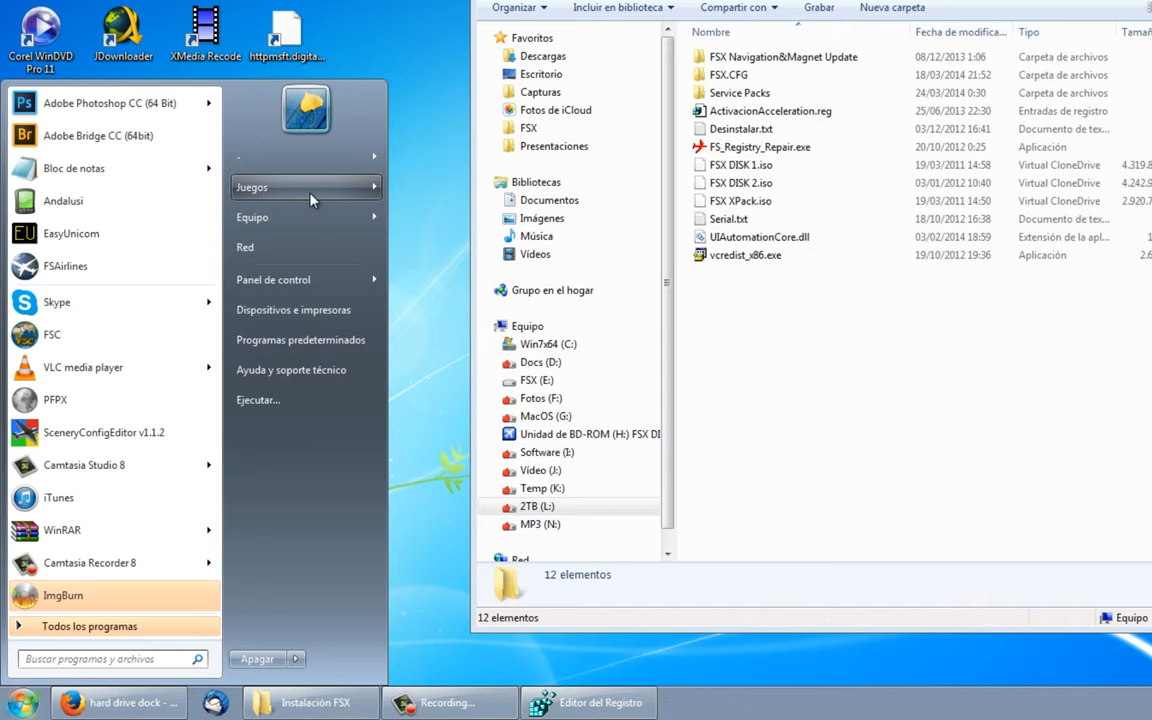 Corel WinDVD
Pro 11
JDownloader
XMedia Recode
httpmsft.digita...
Adobe Photoshop CC (64 Bit)
Adobe Bridge CC (64bit)
Bloc de notas
Andalusi
EasyUnicom
FSAirlines
Skype
FSC
VLC media player
PFPX
SceneryConfigEditor v1.1.2
Camtasia Studio 8
iTunes
WinRAR
Camtasia Recorder 8
ImgBurn
Todos los programas
Buscar programas y archivos
-
Juegos
Equipo
Red
Panel de control
Dispositivos e impresoras
Programas predeterminados
Ayuda y soporte técnico
Ejecutar...
Apagar
Organizar
Incluir en biblioteca
Compartir con
Grabar
Nueva carpeta
Favoritos
Descargas
Escritorio
Capturas
Fotos de iCloud
FSX
Presentaciones
Bibliotecas
Documentos
Imágenes
Música
Vídeos
Grupo en el hogar
Equipo
Win7x64 (C:)
Docs (D:)
FSX (E:)
Fotos (F:)
MacOS (G:)
Unidad de BD-ROM (H:) FSX DI
Software (I:)
Vídeo (J:)
Temp (K:)
2TB (L:)
MP3 (N:)
Red
Nombre Fecha de modifica... Tipo Tamañ
FSX Navigation&Magnet Update 08/12/2013 1:06 Carpeta de archivos
FSX.CFG 18/03/2014 21:52 Carpeta de archivos
Service Packs 24/03/2014 0:30 Carpeta de archivos
ActivacionAcceleration.reg 25/06/2013 22:30 Entradas de registro
Desinstalar.txt 03/12/2012 16:41 Documento de tex...
FS_Registry_Repair.exe 20/10/2012 0:25 Aplicación
FSX DISK 1.iso 19/03/2011 14:58 Virtual CloneDrive 4.319.8
FSX DISK 2.iso 03/01/2012 10:40 Virtual CloneDrive 4.242.9
FSX XPack.iso 19/03/2011 14:50 Virtual CloneDrive 2.920.7
Serial.txt 18/10/2012 16:38 Documento de tex...
UIAutomationCore.dll 03/02/2014 18:59 Extensión de la apl... 1
vcredist_x86.exe 19/10/2012 19:36 Aplicación 2.6
12 elementos
12 elementos
Equipo
hard drive dock - ...
Instalación FSX
Recording...
Editor del Registro